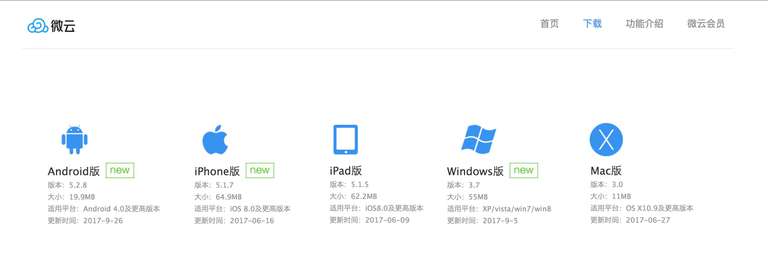 微云
首页 下载 功能介绍 微云会员
Android版 new
版本：5.2.8
大小：19.9MB
适用平台：Android 4.0及更高版本
更新时间：2017-9-26
iPhone版 new
版本：5.1.7
大小：64.9MB
适用平台：iOS 8.0及更高版本
更新时间：2017-06-16
iPad版
版本：5.1.5
大小：62.2MB
适用平台：iOS8.0及更高版本
更新时间：2017-06-09
Windows版 new
版本：3.7
大小：55MB
适用平台：XP/vista/win7/win8
更新时间：2017-9-5
Mac版
版本：3.0
大小：11MB
适用平台：OS X10.9及更高版本
更新时间：2017-06-27